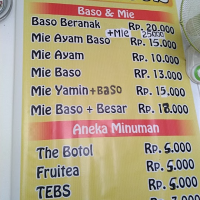 Baso & Mie
Baso Beranak Rp. 20.000
+Mie 25000
Mie Ayam Baso Rp. 15.000
Mie Ayam Rp. 10.000
Mie Baso Rp. 13.000
Mie Yamin +BASO Rp. 15.000
Mie Baso + Besar Rp. 18.000
Aneka Minuman
The Botol Rp. 5.000
Fruitea Rp. 5.000
TEBS Rp. 5.000